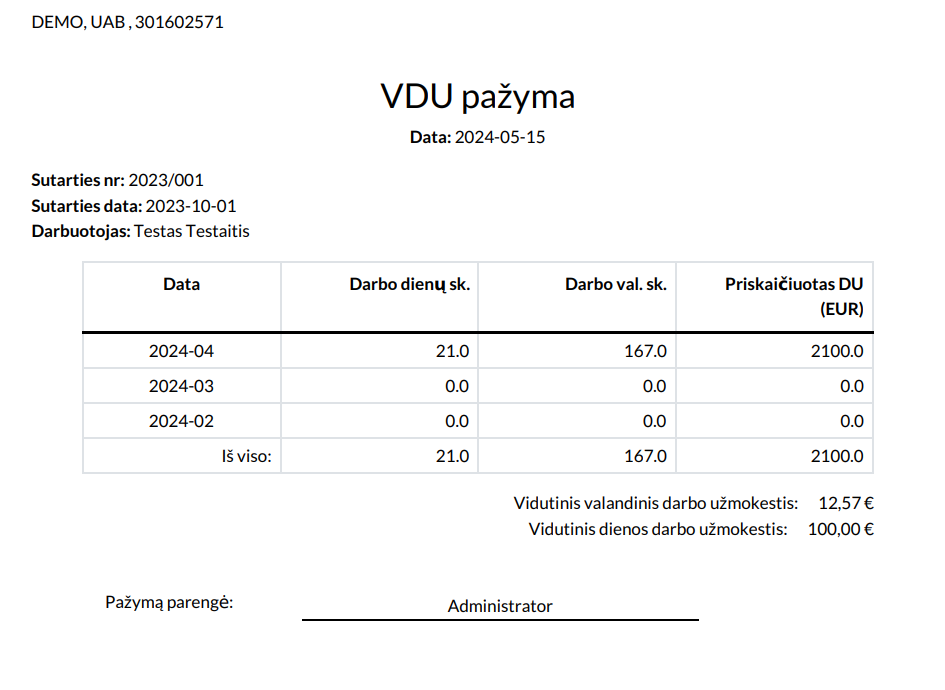 DEMO, UAB , 301602571
VDU pažyma
Data: 2024-05-15
Sutarties nr: 2023/001
Sutarties data: 2023-10-01
Darbuotojas: Testas Testaitis
Data Darbo dienų sk. Darbo val. sk. Priskaičiuotas DU
(EUR)
2024-04 21.0 167.0 2100.0
2024-03 0.0 0.0 0.0
2024-02 0.0 0.0 0.0
Iš viso: 21.0 167.0 2100.0
Vidutinis valandinis darbo užmokestis: 12,57 €
Vidutinis dienos darbo užmokestis: 100,00 €
Pažymą parengė: Administrator